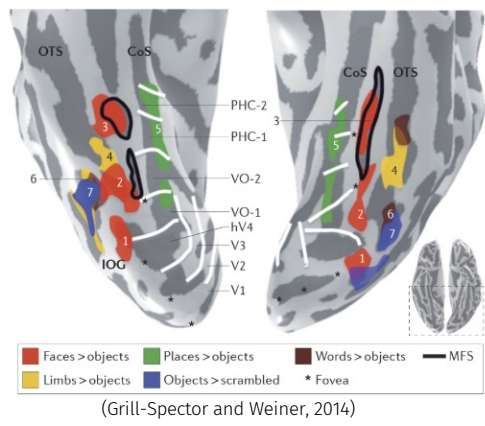 OTS CoS
CoS OTS
PHC-2
3
3
5
PHC-1
5
4
4
6
VO-2
7
2
2
6
7
VO-1
hV4
1
V3
IOG
1
V2
V1
Faces > objects Places > objects Words > objects MFS
Limbs > objects Objects > scrambled * Fovea
(Grill-Spector and Weiner, 2014)